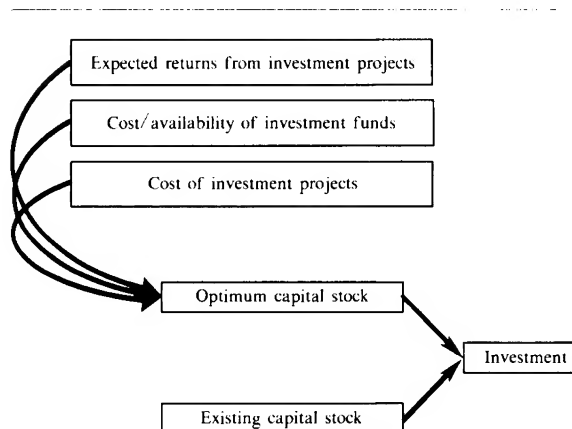 Expected returns from investment projects
Cost/availability of investment funds
Cost of investment projects
Optimum capital stock
Investment
Existing capital stock